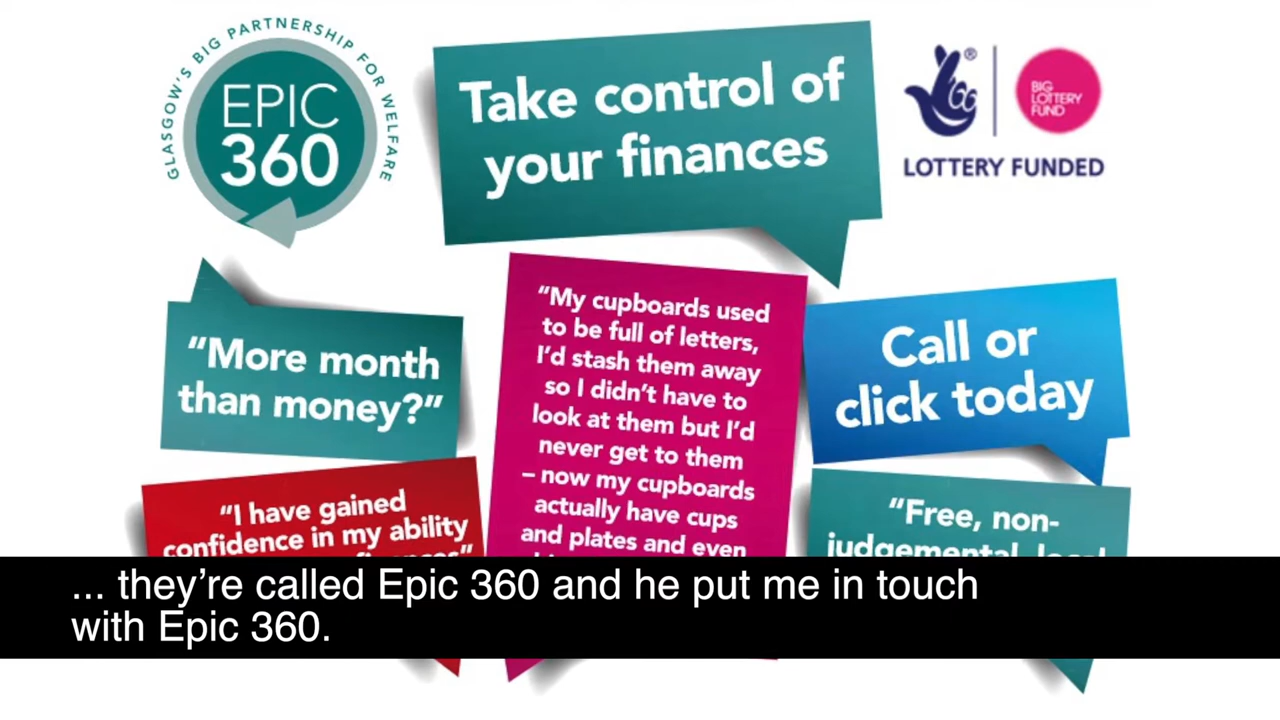 GLASGOW'S BIG PARTNERSHIP FOR WELFARE
EPIC
360
Take control of
your finances
BIG
LOTTERY
FUND
LOTTERY FUNDED
“More month
than money?”
“My cupboards used
to be full of letters,
I’d stash them away
so I didn’t have to
look at them but I’d
never get to them
– now my cupboards
actually have cups
and plates and even
Call or
click today
“I have gained
confidence in my ability
“Free, non-
judgemental, local
... they’re called Epic 360 and he put me in touch
with Epic 360.